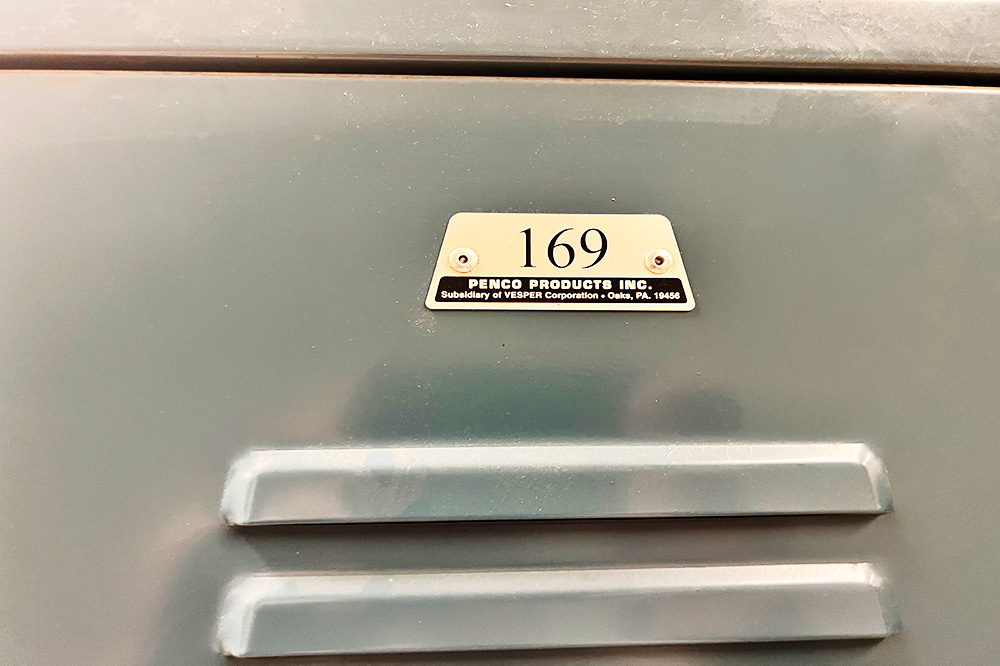 169
PENCO PRODUCTS INC.
Subsidiary of VESPER Corporation • Oaks, PA. 19456